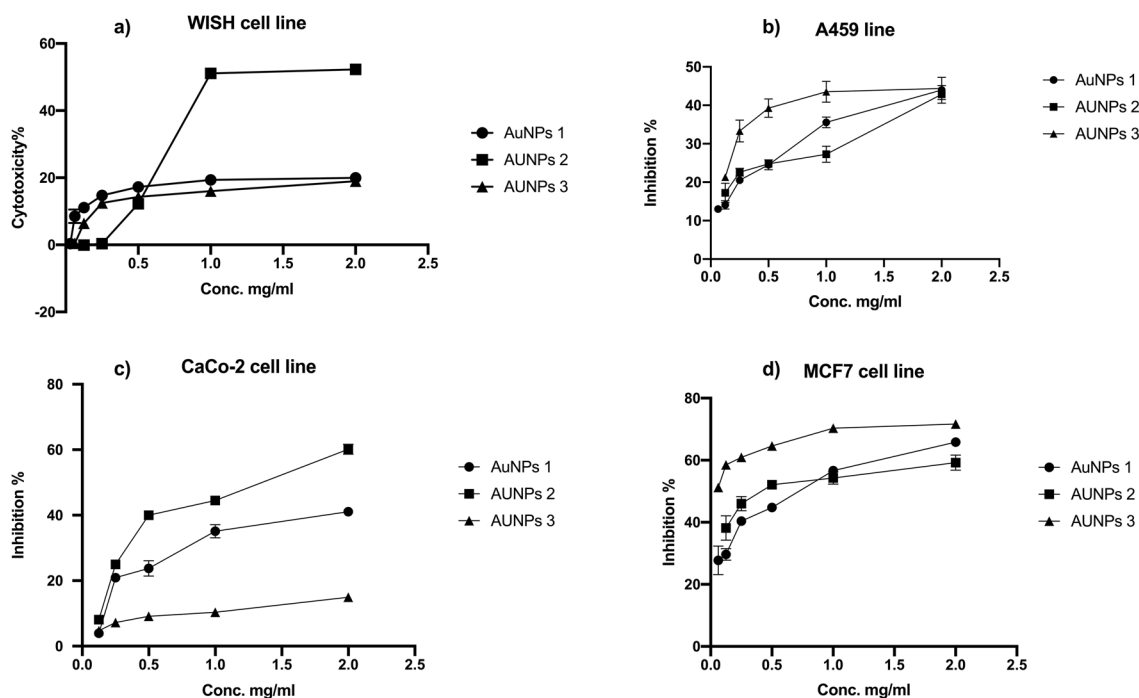 a) WISH cell line
60
40
20
0
-20
0.5 1.0 1.5 2.0 2.5
Cytotoxicity%
Conc. mg/ml
AuNPs 1
AUNPs 2
AUNPs 3
b) A459 line
50
40
30
20
10
0
0.0 0.5 1.0 1.5 2.0 2.5
Inhibition %
Conc. mg/ml
AuNPs 1
AUNPs 2
AUNPs 3
c) CaCo-2 cell line
80
60
40
20
0
0.0 0.5 1.0 1.5 2.0 2.5
Inhibition %
Conc. mg/ml
AuNPs 1
AUNPs 2
AUNPs 3
d) MCF7 cell line
80
60
40
20
0
0.0 0.5 1.0 1.5 2.0 2.5
Inhibition %
Conc. mg/ml
AuNPs 1
AUNPs 2
AUNPs 3